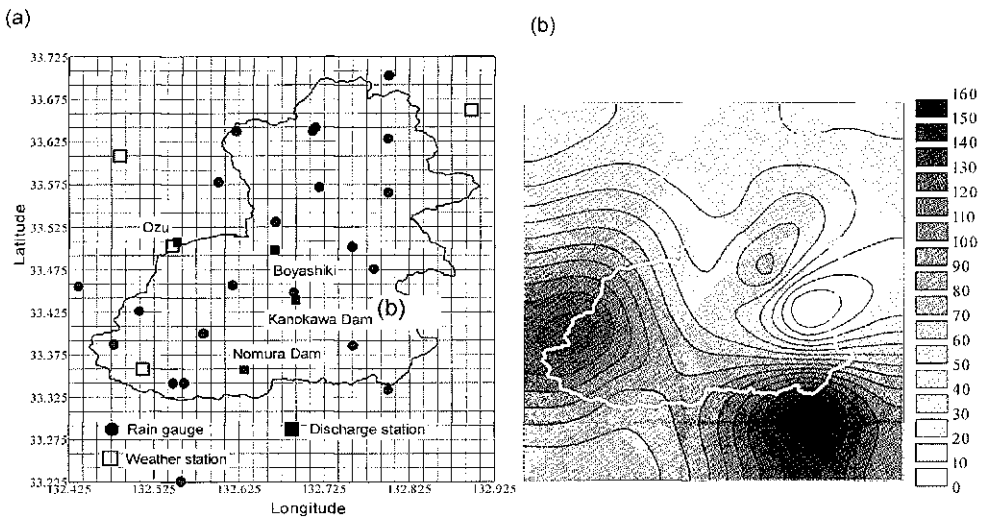 (a)
(b)
33.725
33.675
33.625
33.575
33.525
33.475
33.425
33.375
33.325
33.275
33.225
Latitude
Ozu
Boyashiki
Kanokawa Dam
(b)
Nomura Dam
Rain gauge
Discharge station
Weather station
132.425
132.575
132.625
132.725
132.825
132.925
Longitude
160
150
140
130
120
110
100
90
80
70
60
50
40
30
20
10
0